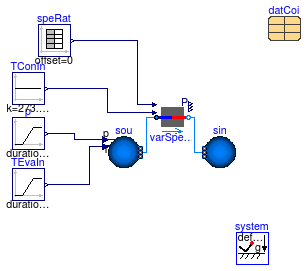 speRat
datCoi
offset=0
TConIn
k=273....
p
P
duratio...
p
sou
varSpe...
sin
TEvaIn
duratio...
system
def...
g